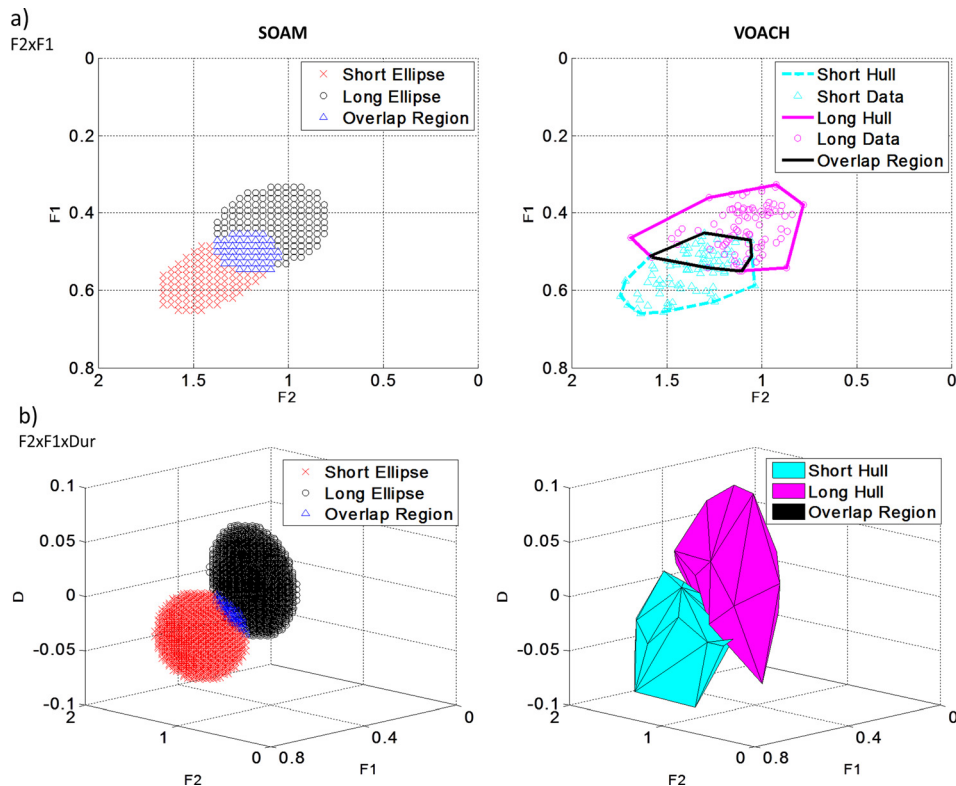 a)
F2xF1
SOAM
VOACH
0
0.2
0.4
0.6
0.8
F1
2
1.5
1
0.5
0
F2
Short Ellipse
Long Ellipse
Overlap Region
0
0.2
0.4
0.6
0.8
F1
2
1.5
1
0.5
0
F2
Short Hull
Short Data
Long Hull
Long Data
Overlap Region
b)
F2xF1xDur
0.1
0.05
0
-0.05
-0.1
D
2
1
0
F2
0.8
0.4
0
F1
Short Ellipse
Long Ellipse
Overlap Region
0.1
0.05
0
-0.05
-0.1
D
2
1
0
F2
0.8
0.4
0
F1
Short Hull
Long Hull
Overlap Region